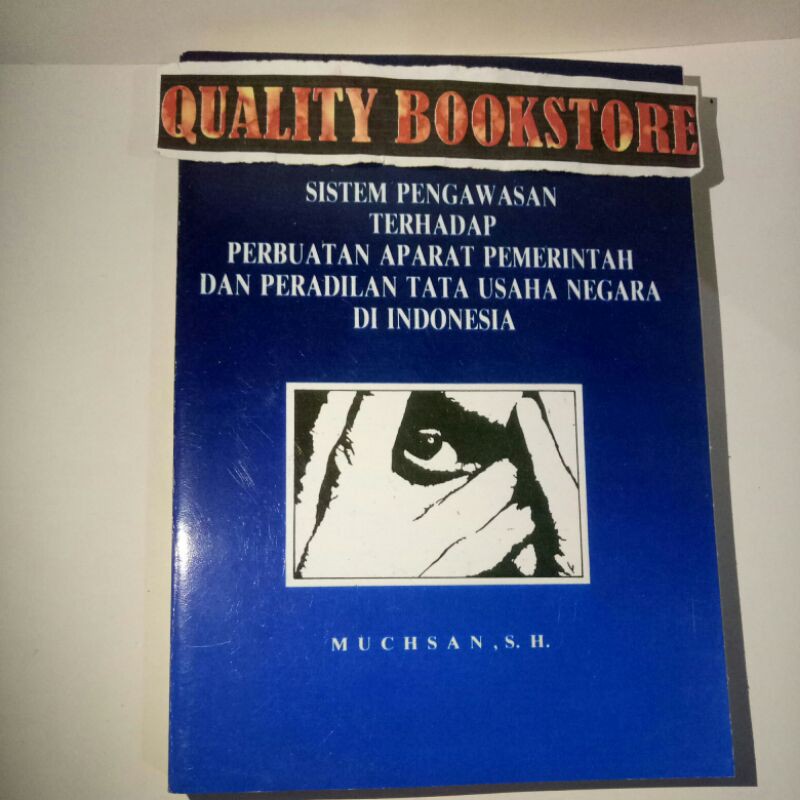 QUALITY BOOKSTORE
SISTEM PENGAWASAN
TERHADAP
PERBUATAN APARAT PEMERINTAH
DAN PERADILAN TATA USAHA NEGARA
DI INDONESIA
MUCHSAN, S. H.